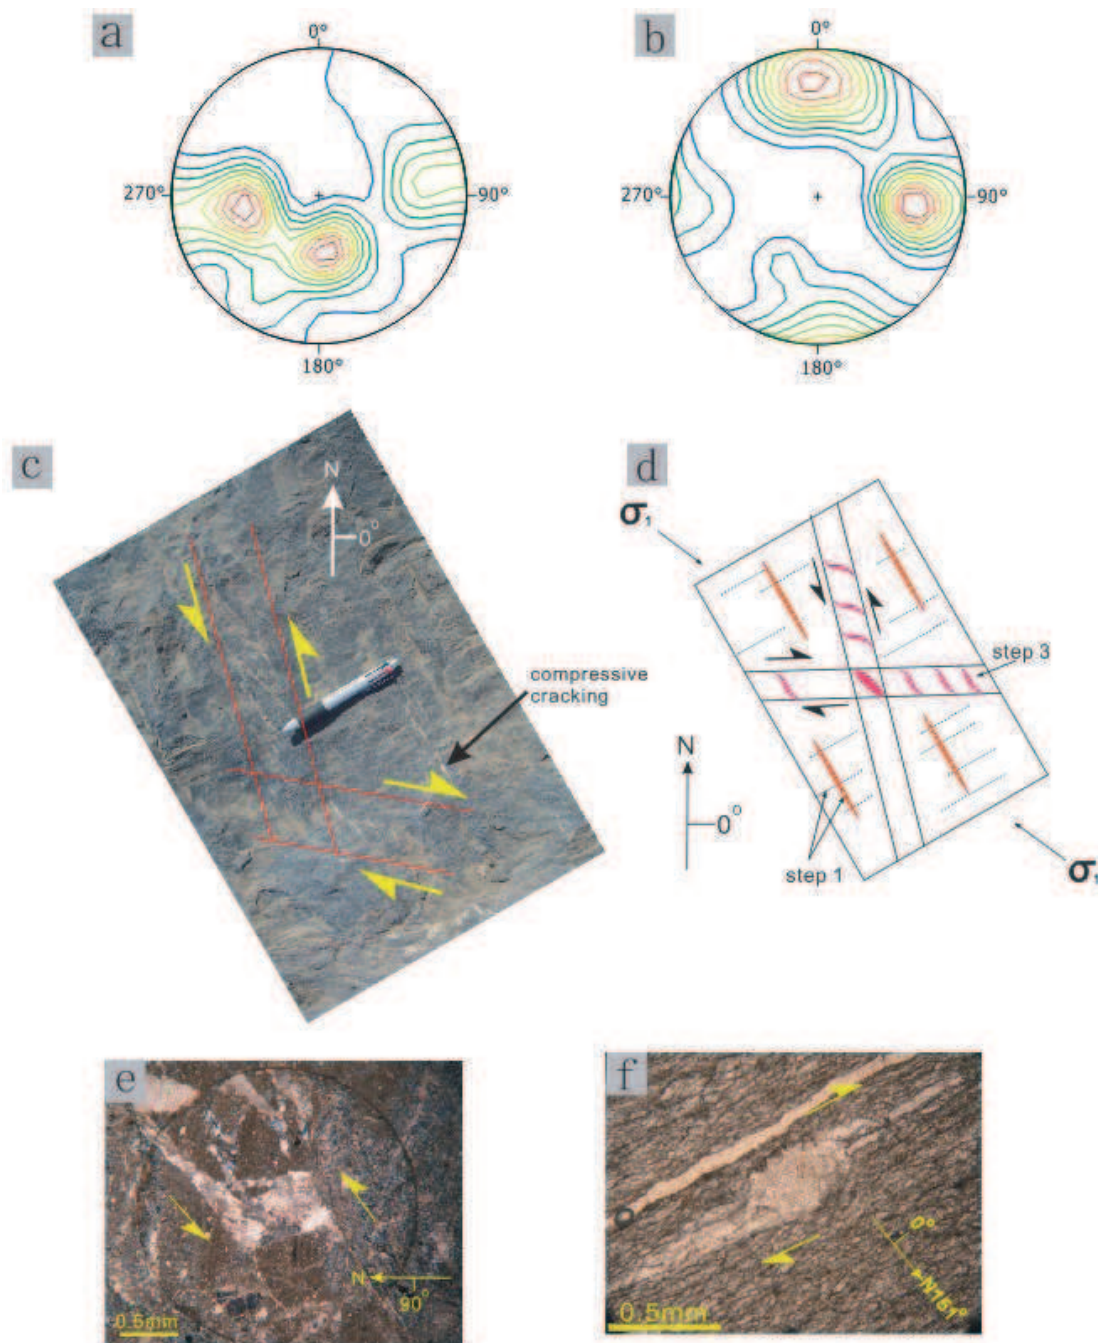 a
0°
270°
90°
180°
b
0°
270°
90°
180°
c
N
0°
compressive
cracking
d
σ₁
step 3
N
0°
step 1
σ₁
e
N
90°
0.5mm
f
0°
N151°
0.5mm